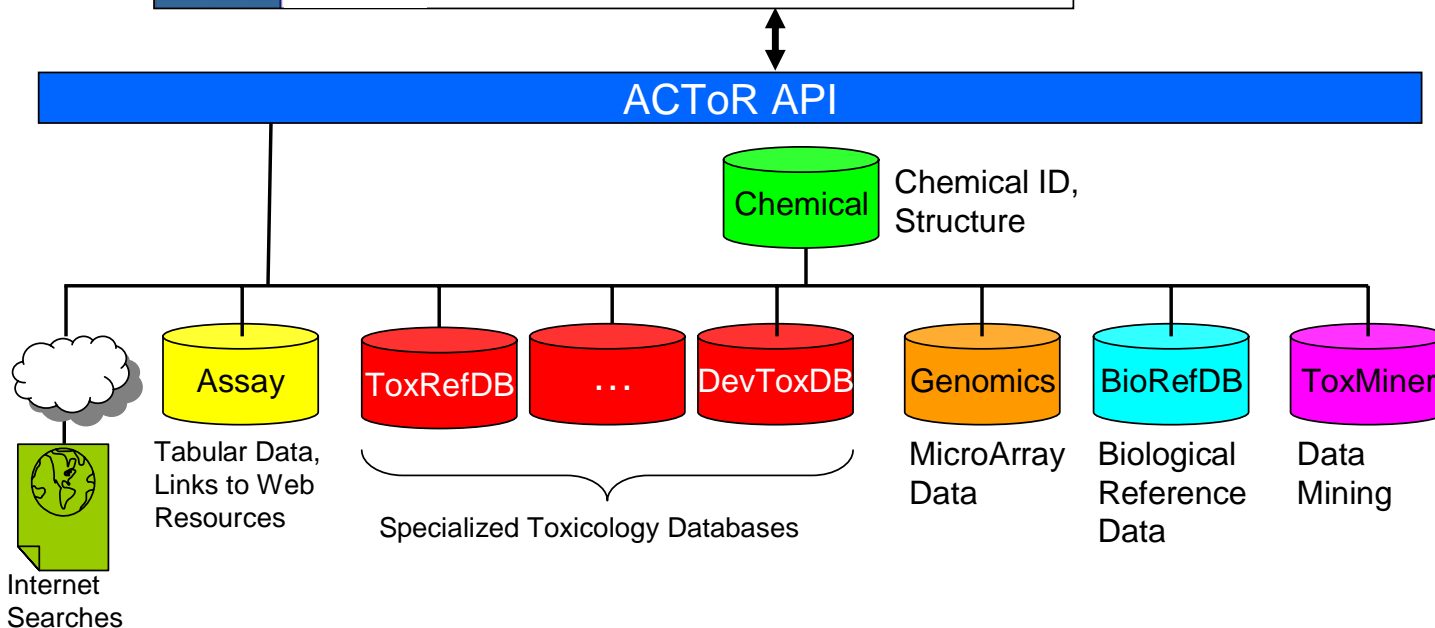 ACToR API
Chemical
Chemical ID,
Structure
Assay
ToxRefDB
...
DevToxDB
Genomics
BioRefDB
ToxMiner
Tabular Data,
Links to Web
Resources
Specialized Toxicology Databases
MicroArray
Data
Biological
Reference
Data
Data
Mining
Internet
Searches